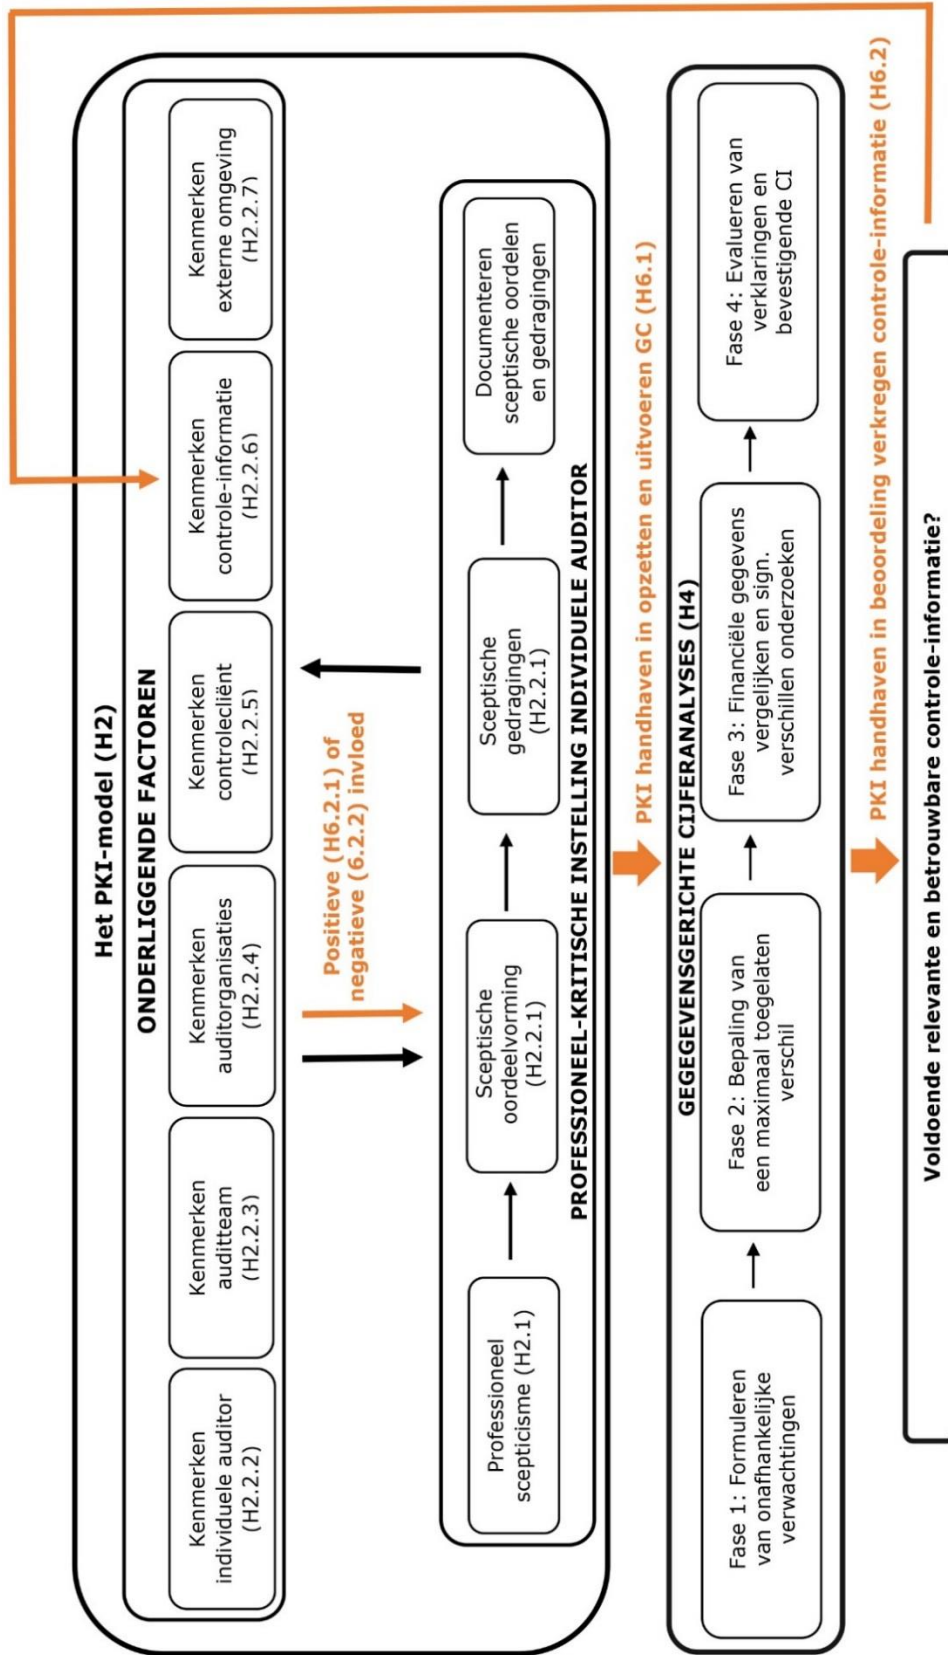 Het PKI-model (H2)
ONDERLIGGENDE FACTOREN
Kenmerken
individuele auditor
(H2.2.2)
Kenmerken
auditteam
(H2.2.3)
Kenmerken
auditorganisaties
(H2.2.4)
Kenmerken
controlecliënt
(H2.2.5)
Kenmerken
controle-informatie
(H2.2.6)
Kenmerken
externe omgeving
(H2.2.7)
Positieve (H6.2.1) of
negatieve (6.2.2) invloed
Professioneel
scepticisme (H2.1)
Sceptische
oordeelvorming
(H2.2.1)
Sceptische
gedragingen
(H2.2.1)
Documenteren
sceptische oordelen
en gedragingen
PROFESSIONEEL-KRITISCHE INSTELLING INDIVIDUELE AUDITOR
PKI handhaven in opzetten en uitvoeren GC (H6.1)
GEGEGEVENSGERICHTE CIJFERANALYSES (H4)
Fase 1: Formuleren
van onafhankelijke
verwachtingen
Fase 2: Bepaling van
een maximaal toegelaten
verschil
Fase 3: Financiële gegevens
vergelijken en sign.
verschillen onderzoeken
Fase 4: Evalueren van
verklaringen en
bevestigende CI
PKI handhaven in beoordeling verkregen controle-informatie (H6.2)
Voldoende relevante en betrouwbare controle-informatie?